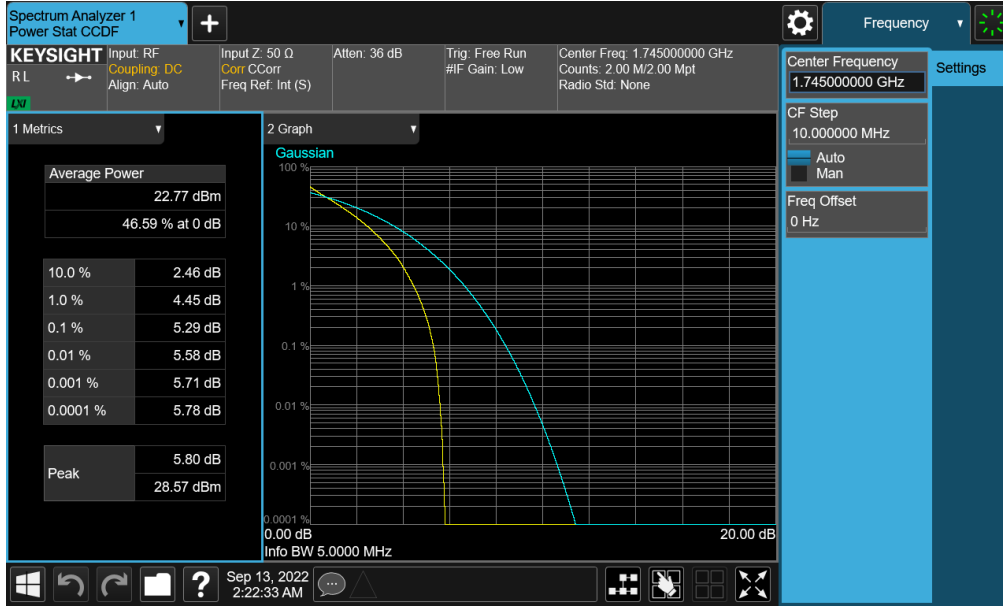 Spectrum Analyzer 1
Power Stat CCDF
Frequency
KEYSIGHT
R L
LXI
Input: RF
Coupling: DC
Align: Auto
Input Z: 50 Ω
Corr CCorr
Freq Ref: Int (S)
Atten: 36 dB
Trig: Free Run
#IF Gain: Low
Center Freq: 1.745000000 GHz
Counts: 2.00 M/2.00 Mpt
Radio Std: None
Center Frequency
1.745000000 GHz
Settings
CF Step
10.000000 MHz
Auto
Man
Freq Offset
0 Hz
1 Metrics
Average Power
22.77 dBm
46.59 % at 0 dB
10.0 % 2.46 dB
1.0 % 4.45 dB
0.1 % 5.29 dB
0.01 % 5.58 dB
0.001 % 5.71 dB
0.0001 % 5.78 dB
Peak
5.80 dB
28.57 dBm
2 Graph
Gaussian
100 %
10 %
1 %
0.1 %
0.01 %
0.001 %
0.0001 %
0.00 dB 20.00 dB
Info BW 5.0000 MHz
?
Sep 13, 2022
2:22:33 AM